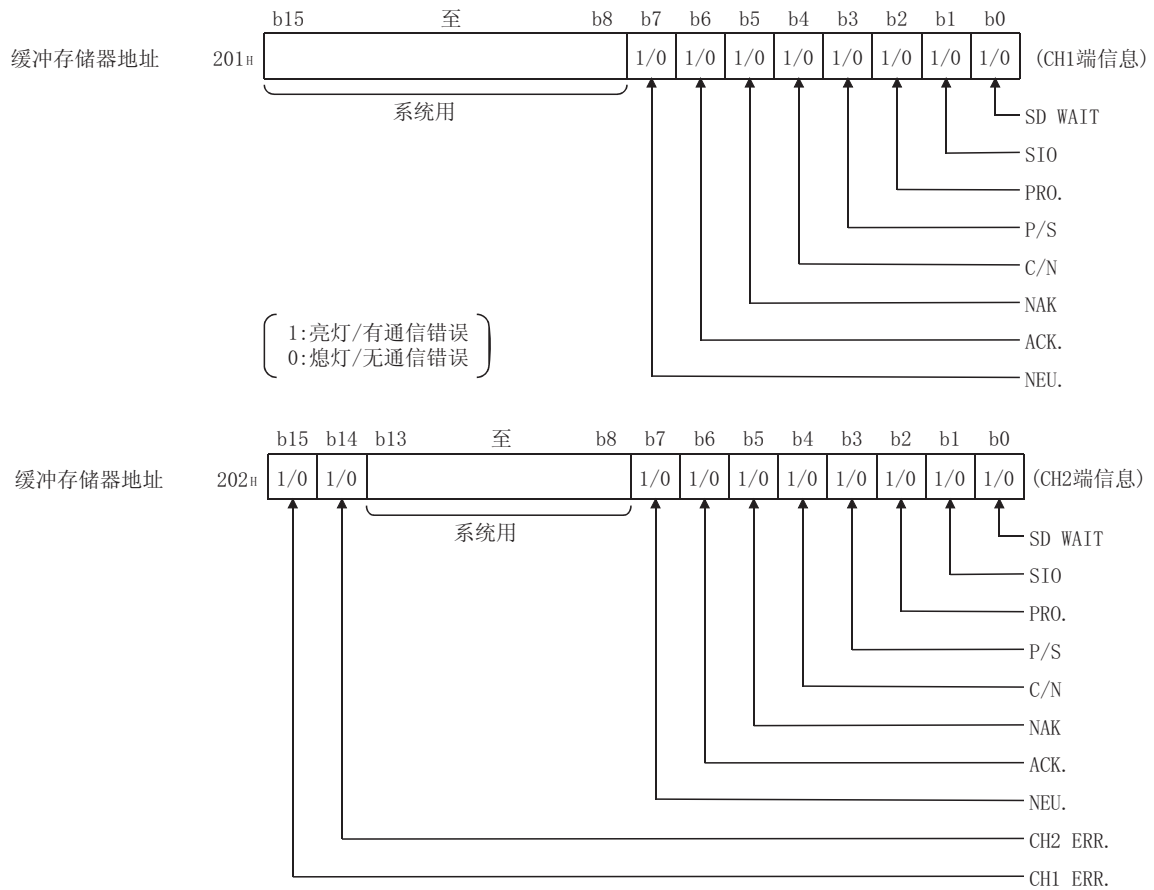 b15 至 b8 b7 b6 b5 b4 b3 b2 b1 b0
缓冲存储器地址 201H 1/0 1/0 1/0 1/0 1/0 1/0 1/0 1/0 (CH1端信息)
系统用
SD WAIT
SIO
PRO.
P/S
C/N
NAK
ACK.
NEU.
1:亮灯/有通信错误
0:熄灯/无通信错误
b15 b14 b13 至 b8 b7 b6 b5 b4 b3 b2 b1 b0
缓冲存储器地址 202H 1/0 1/0 1/0 1/0 1/0 1/0 1/0 1/0 1/0 1/0 (CH2端信息)
系统用
SD WAIT
SIO
PRO.
P/S
C/N
NAK
ACK.
NEU.
CH2 ERR.
CH1 ERR.